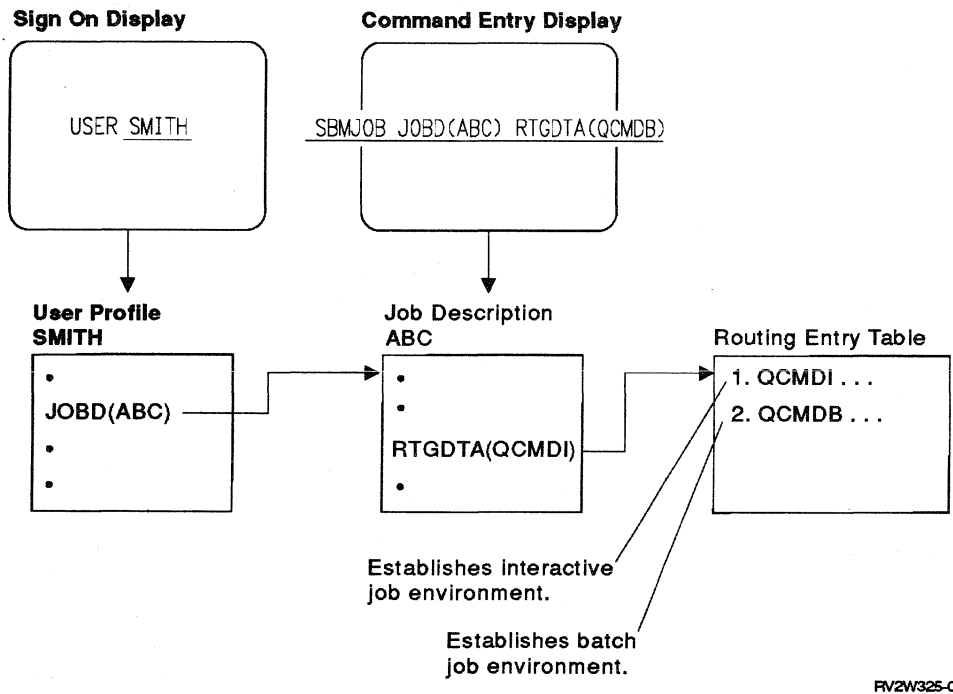 Sign On Display
Command Entry Display
USER SMITH
SBMJOB JOBD(ABC) RTGDTA(QCMDB)
User Profile
SMITH
Job Description
ABC
Routing Entry Table
•
JOBD(ABC)
•
•
•
•
RTGDTA(QCMDI)
•
1. QCMDI . . .
2. QCMDB . . .
Establishes interactive
job environment.
Establishes batch
job environment.
RV2W325-0